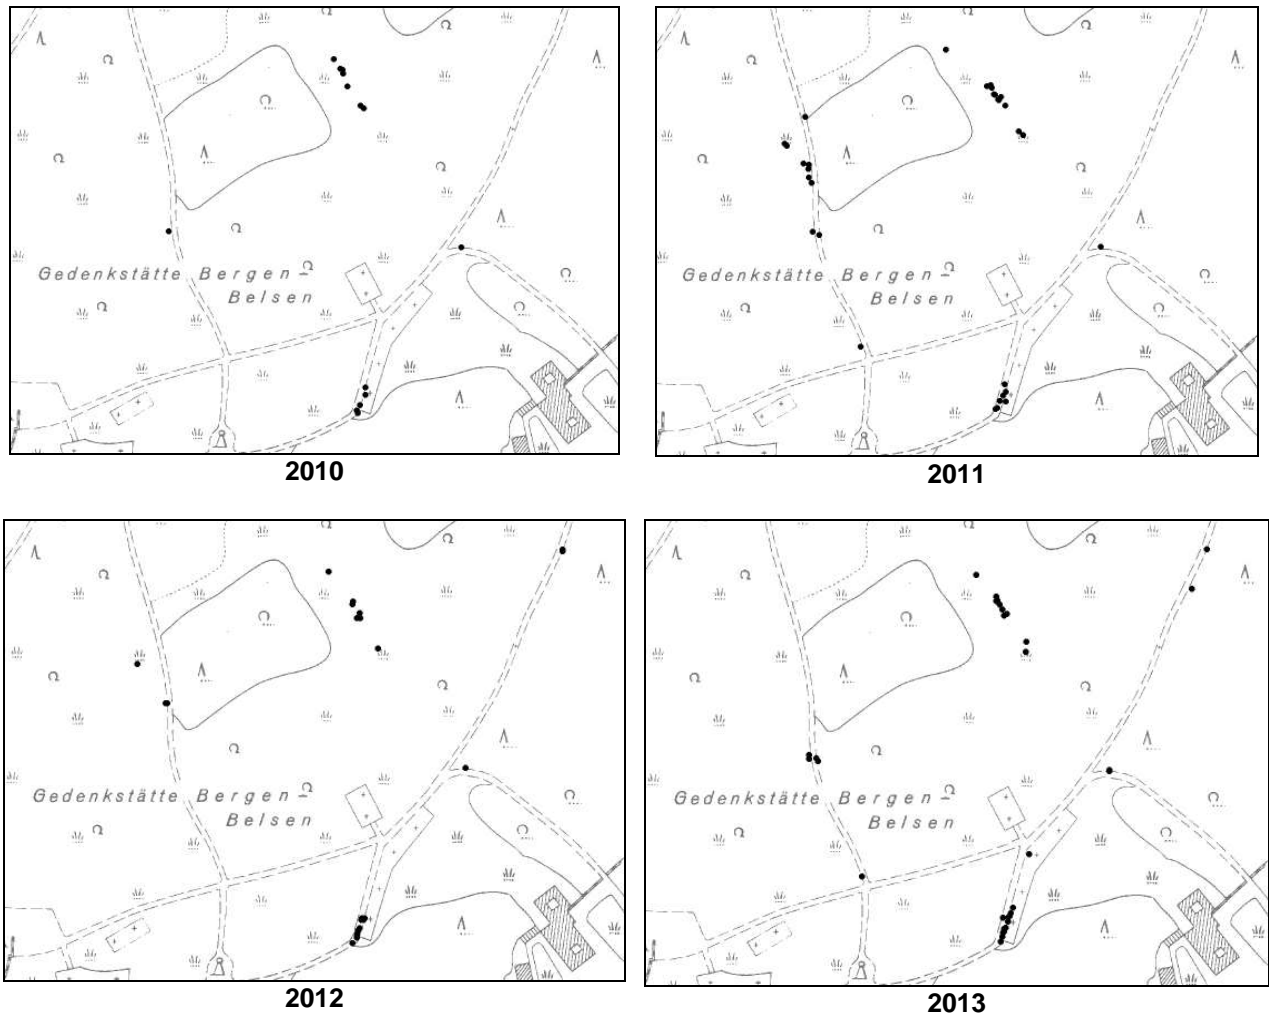 Gedenkstätte Bergen-
Belsen
2010
Gedenkstätte Bergen-
Belsen
2011
Gedenkstätte Bergen-
Belsen
2012
Gedenkstätte Bergen-
Belsen
2013